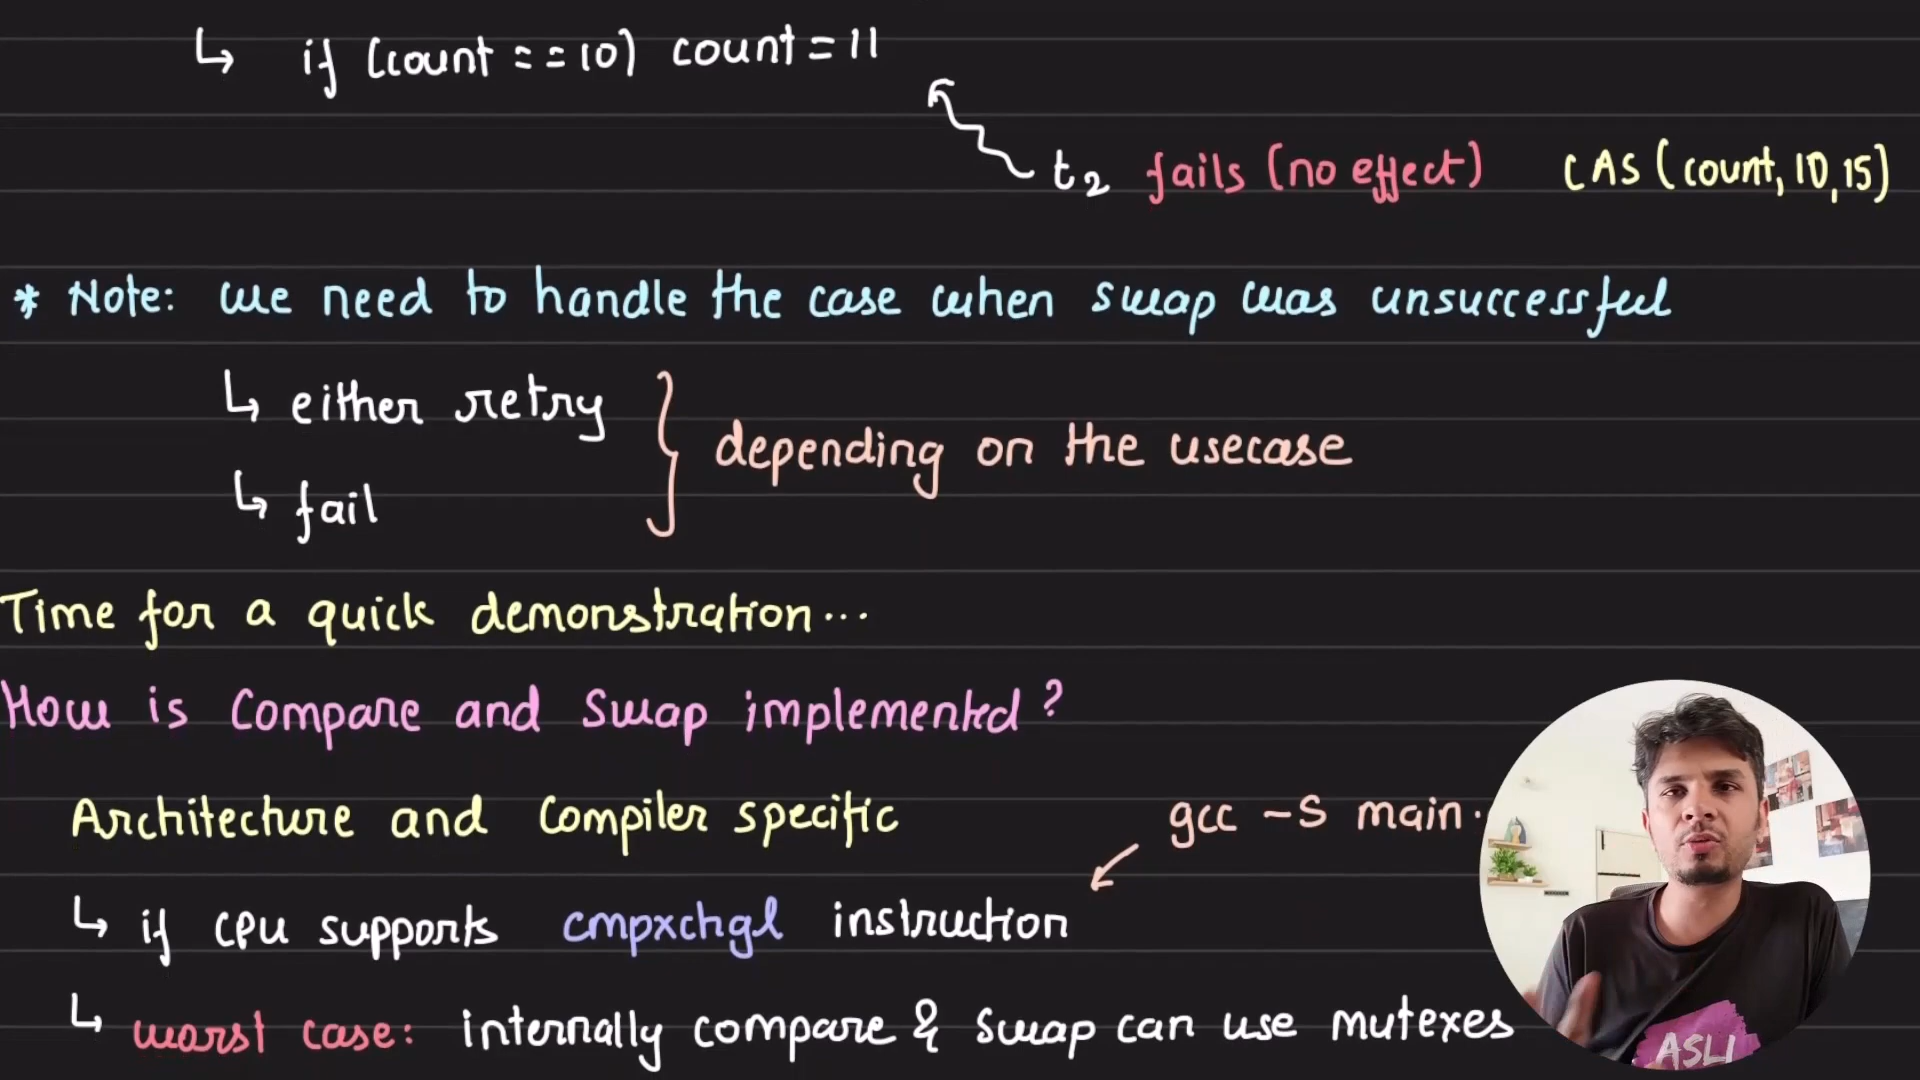 ↳ if (count == 10) count = 11
t2 fails (no effect) CAS (count, 10, 15)
* Note: we need to handle the case when swap was unsuccessful
↳ either retry
↳ fail
depending on the usecase
Time for a quick demonstration...
How is Compare and Swap implemented?
Architecture and Compiler specific
gcc -S main.
↳ if CPU supports cmpxchgl instruction
↳ worst case: internally compare & swap can use mutexes
ASLI